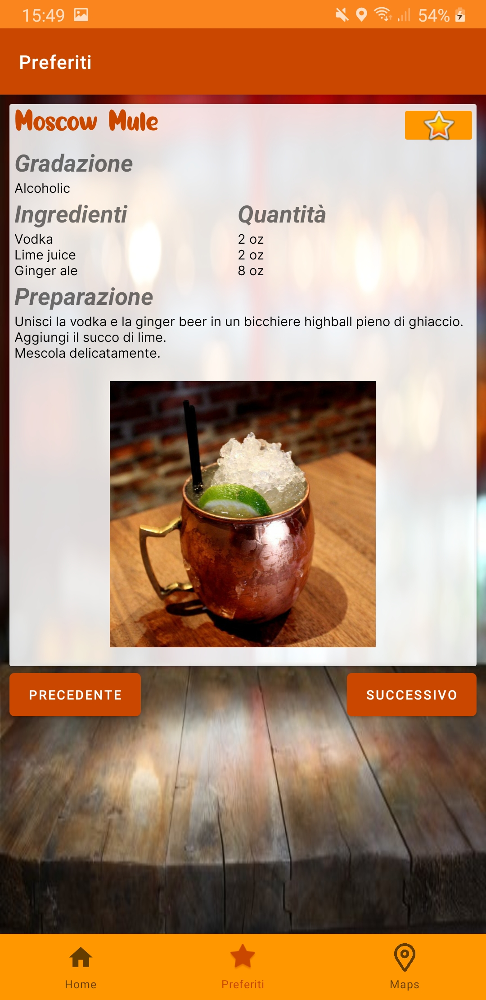 15:49 54%
Preferiti
Moscow Mule
Gradazione
Alcoholic
Ingredienti Quantità
Vodka 2 oz
Lime juice 2 oz
Ginger ale 8 oz
Preparazione
Unisci la vodka e la ginger beer in un bicchiere highball pieno di ghiaccio.
Aggiungi il succo di lime.
Mescola delicatamente.
PRECEDENTE SUCCESSIVO
Home Preferiti Maps